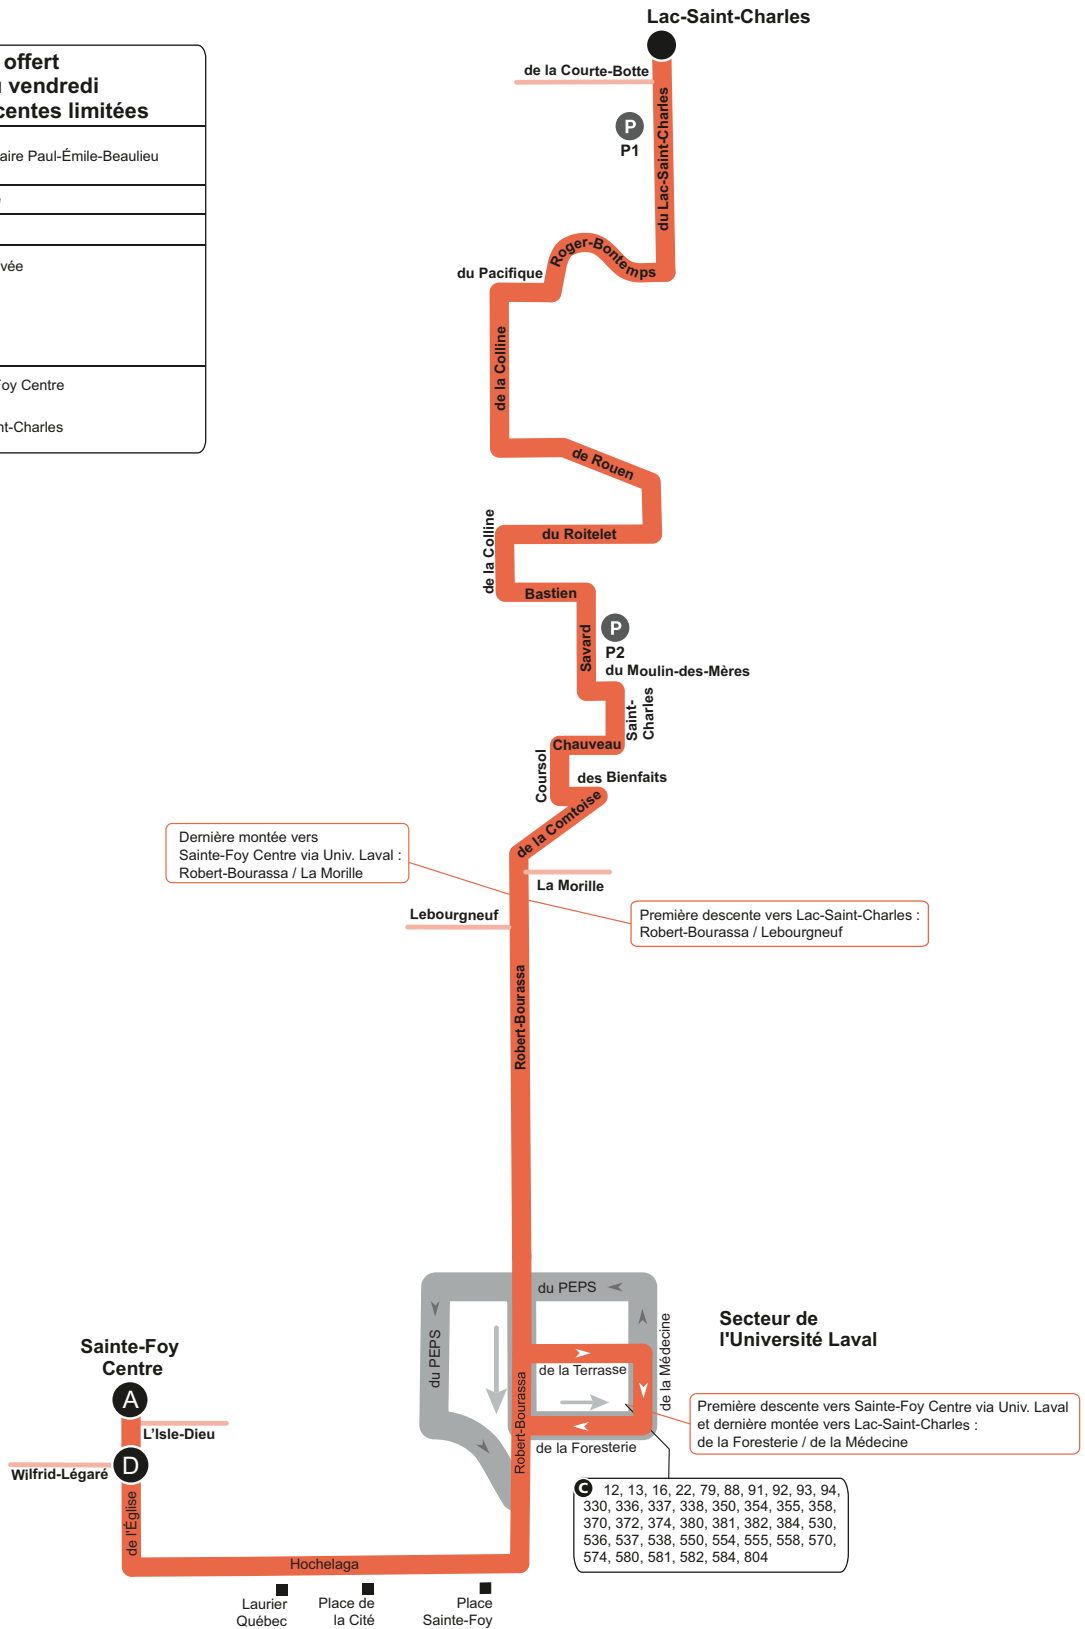 Lac-Saint-Charles
offert
vendredi
centes limitées
aire Paul-Émile-Beaulieu
vée
oy Centre
nt-Charles
de la Courte-Botte
P
P1
du Lac-Saint-Charles
Roger-Bontemps
du Pacifique
de la Colline
de Rouen
du Roitelet
de la Colline
Bastien
Savard
P
P2
du Moulin-des-Mères
Saint-
Charles
Chauveau
Coursol
des Bienfaits
de la Comtoise
Dernière montée vers
Sainte-Foy Centre via Univ. Laval :
Robert-Bourassa / La Morille
La Morille
Lebourgneuf
Première descente vers Lac-Saint-Charles :
Robert-Bourassa / Lebourgneuf
Robert-Bourassa
du PEPS
du PEPS
de la Médecine
Secteur de
l'Université Laval
de la Terrasse
Robert-Bourassa
de la Foresterie
Première descente vers Sainte-Foy Centre via Univ. Laval
et dernière montée vers Lac-Saint-Charles :
de la Foresterie / de la Médecine
C 12, 13, 16, 22, 79, 88, 91, 92, 93, 94,
330, 336, 337, 338, 350, 354, 355, 358,
370, 372, 374, 380, 381, 382, 384, 530,
536, 537, 538, 550, 554, 555, 558, 570,
574, 580, 581, 582, 584, 804
Sainte-Foy
Centre
A
L'Isle-Dieu
D
Wilfrid-Légaré
de l'Église
Hochelaga
Laurier
Québec
Place de
la Cité
Place
Sainte-Foy